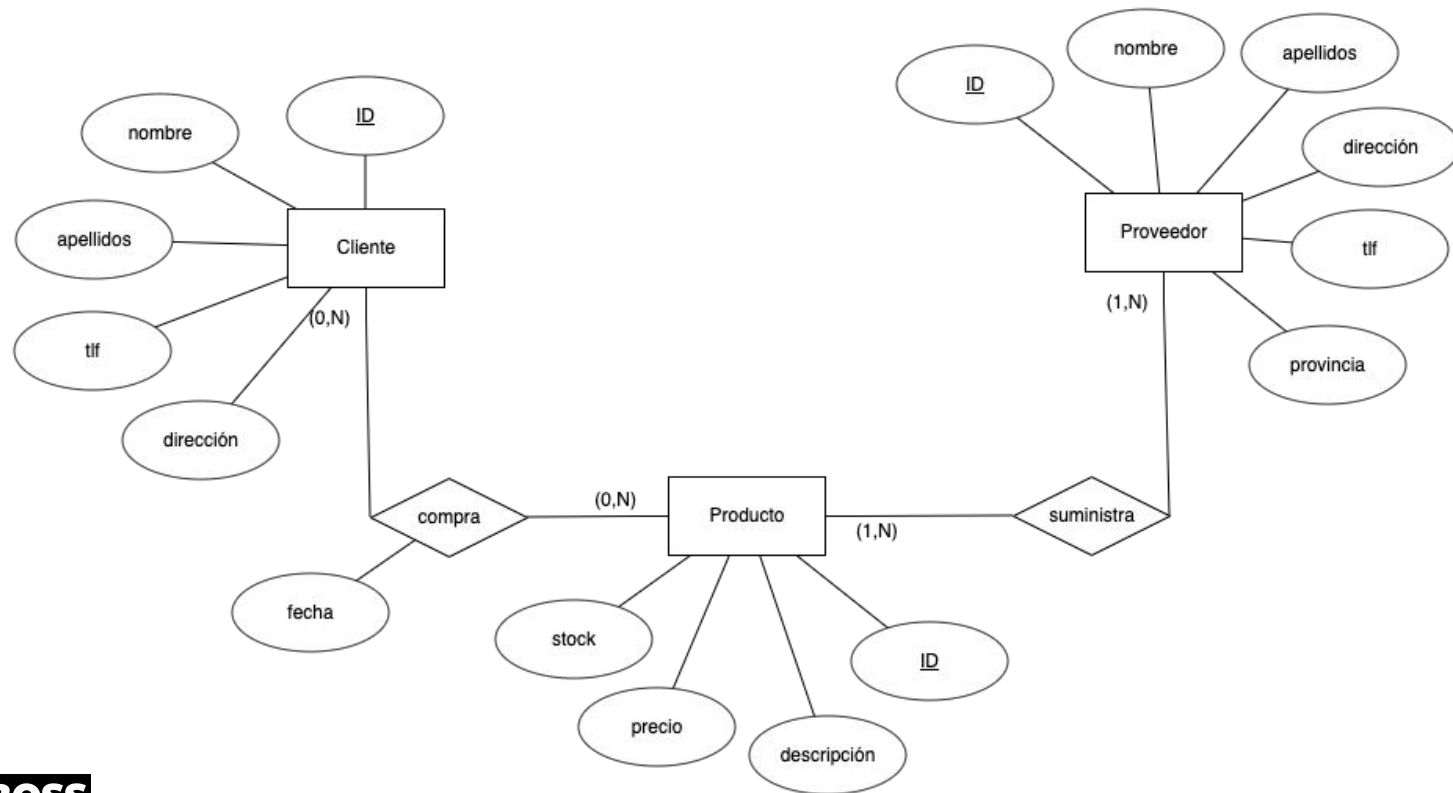 nombre
ID
apellidos
Cliente
tlf
(0,N)
dirección
ID
nombre
apellidos
dirección
Proveedor
tlf
(1,N)
provincia
compra
(0,N)
Producto
(1,N)
suministra
fecha
stock
ID
precio
descripción